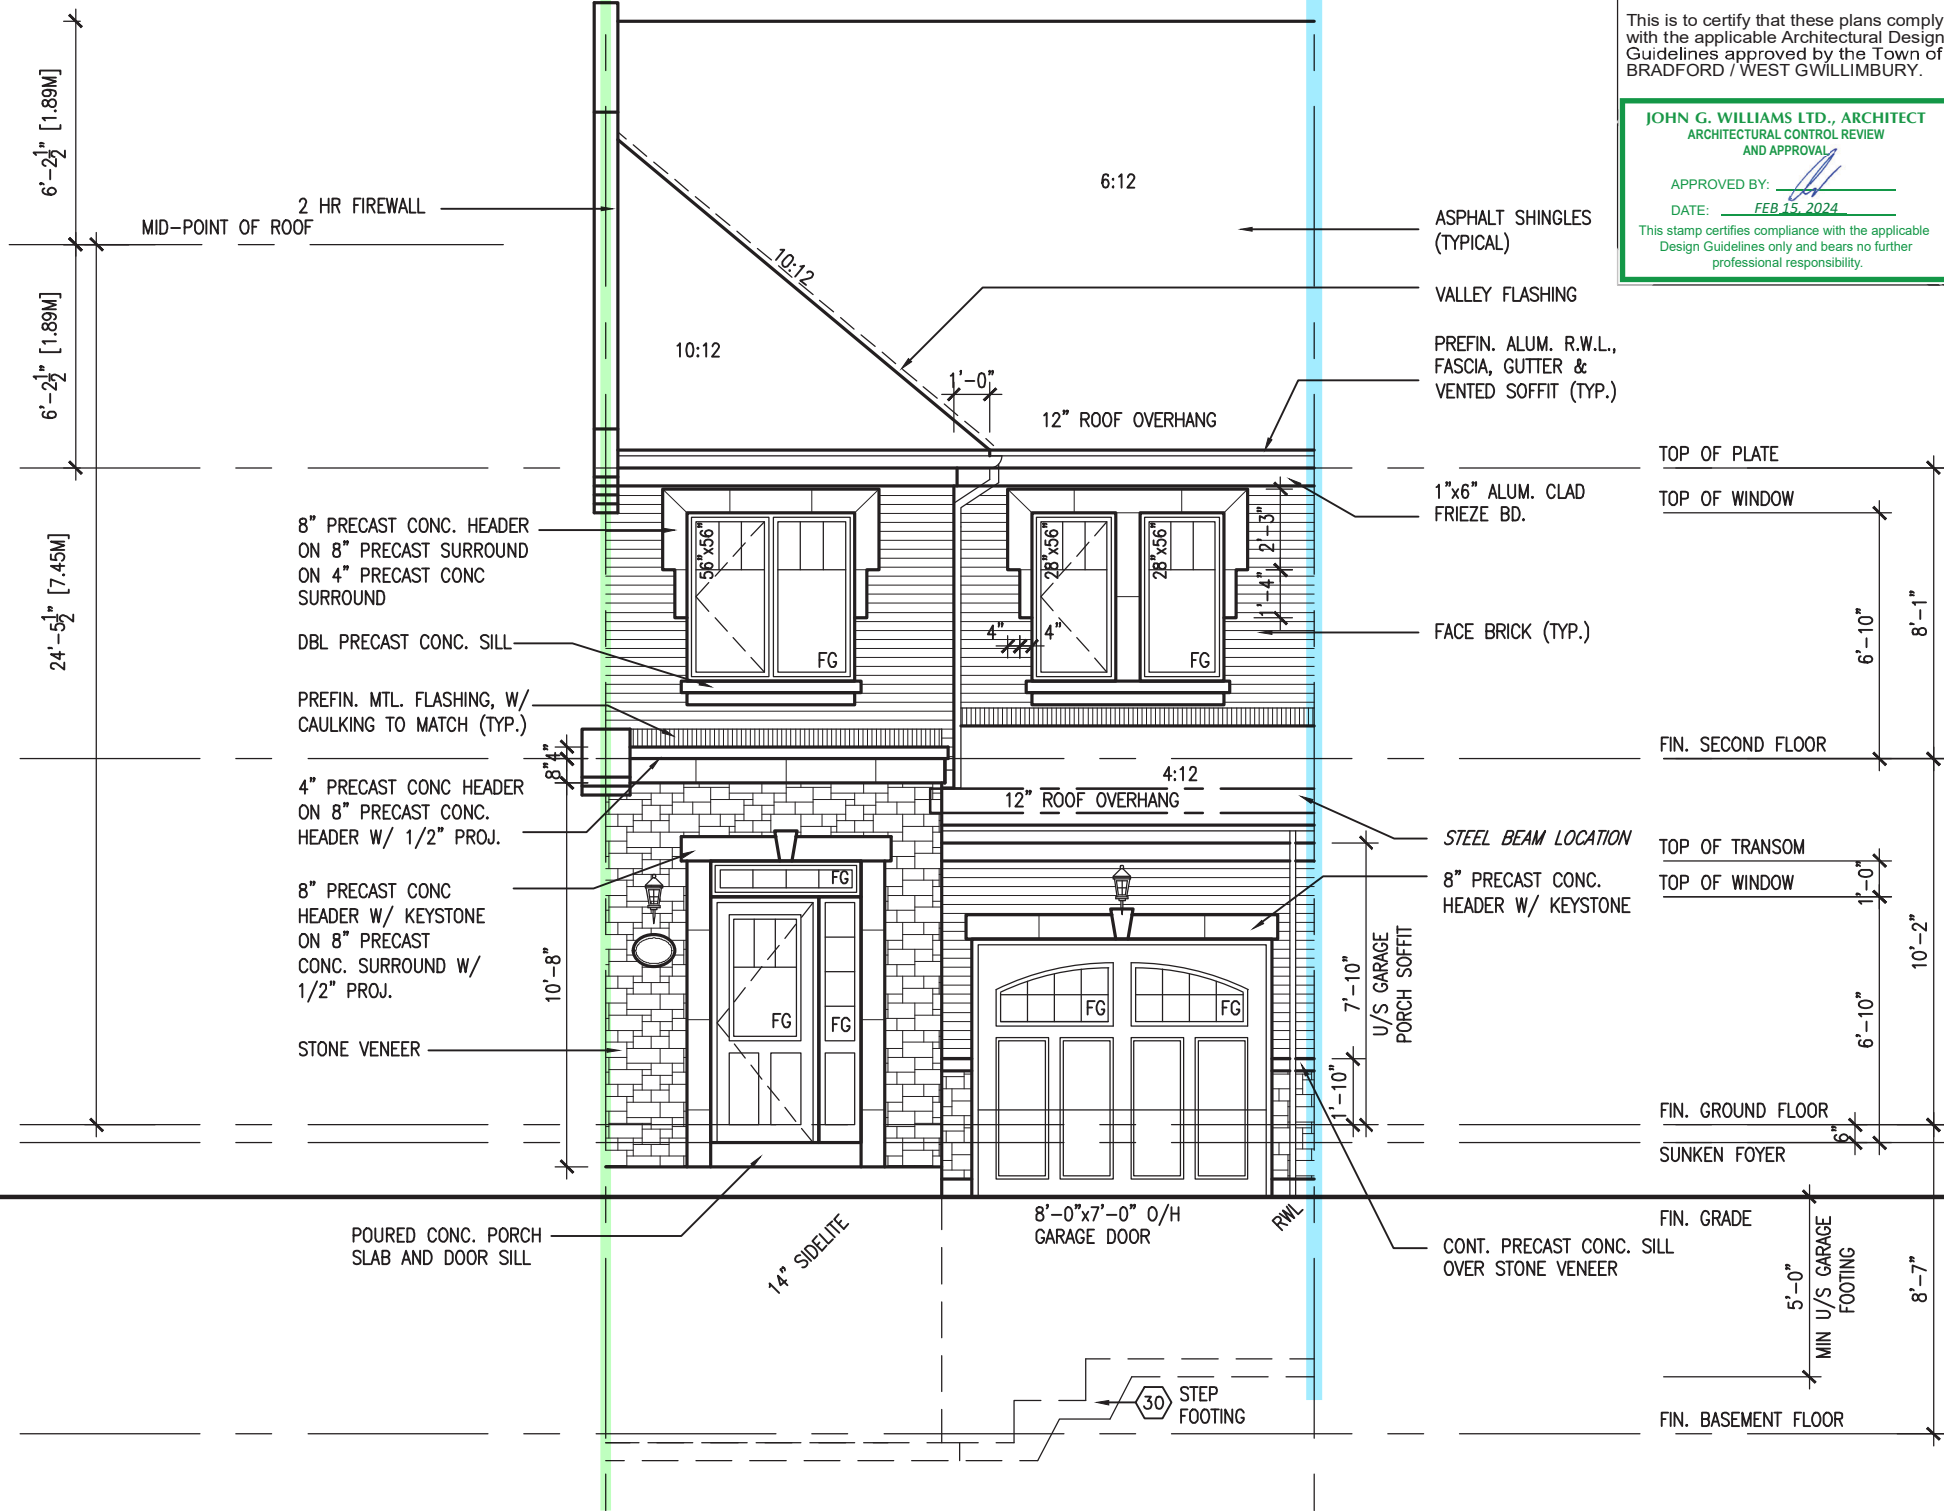 This is to certify that these plans comply
with the applicable Architectural Design
Guidelines approved by the Town of
BRADFORD / WEST GWILLIMBURY.
JOHN G. WILLIAMS LTD., ARCHITECT
ARCHITECTURAL CONTROL REVIEW
AND APPROVAL
APPROVED BY:
DATE: FEB 15, 2024
This stamp certifies compliance with the applicable
Design Guidelines only and bears no further
professional responsibility.
6'-2 1/2" [1.89M]
6'-2 1/2" [1.89M]
24'-5 1/2" [7.45M]
2 HR FIREWALL
MID-POINT OF ROOF
8" PRECAST CONC. HEADER
ON 8" PRECAST SURROUND
ON 4" PRECAST CONC
SURROUND
DBL PRECAST CONC. SILL
PREFIN. MTL. FLASHING, W/
CAULKING TO MATCH (TYP.)
4" PRECAST CONC HEADER
ON 8" PRECAST CONC.
HEADER W/ 1/2" PROJ.
8" PRECAST CONC
HEADER W/ KEYSTONE
ON 8" PRECAST
CONC. SURROUND W/
1/2" PROJ.
STONE VENEER
POURED CONC. PORCH
SLAB AND DOOR SILL
4"
8"
10'-8"
6:12
10:12
10:12
1'-0"
12" ROOF OVERHANG
56"x56"
FG
28"x56"
28"x56"
FG
2'-3"
1'-4"
4"
4"
4:12
12" ROOF OVERHANG
FG
FG
FG
FG
FG
7'-10"
U/S GARAGE
PORCH SOFFIT
1'-10"
14" SIDELITE
8'-0"x7'-0" O/H
GARAGE DOOR
RWL
30
STEP
FOOTING
ASPHALT SHINGLES
(TYPICAL)
VALLEY FLASHING
PREFIN. ALUM. R.W.L.,
FASCIA, GUTTER &
VENTED SOFFIT (TYP.)
1"x6" ALUM. CLAD
FRIEZE BD.
FACE BRICK (TYP.)
STEEL BEAM LOCATION
8" PRECAST CONC.
HEADER W/ KEYSTONE
CONT. PRECAST CONC. SILL
OVER STONE VENEER
TOP OF PLATE
TOP OF WINDOW
FIN. SECOND FLOOR
TOP OF TRANSOM
TOP OF WINDOW
FIN. GROUND FLOOR
SUNKEN FOYER
FIN. GRADE
FIN. BASEMENT FLOOR
6'-10"
8'-1"
1'-0"
6'-10"
10'-2"
6"
5'-0"
MIN U/S GARAGE
FOOTING
8'-7"